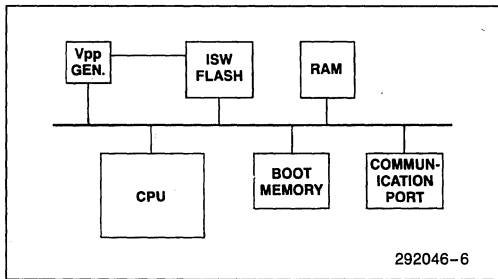 Vpp
GEN.
ISW
FLASH
RAM
CPU
BOOT
MEMORY
COMMUN-
ICATION
PORT
292046-6